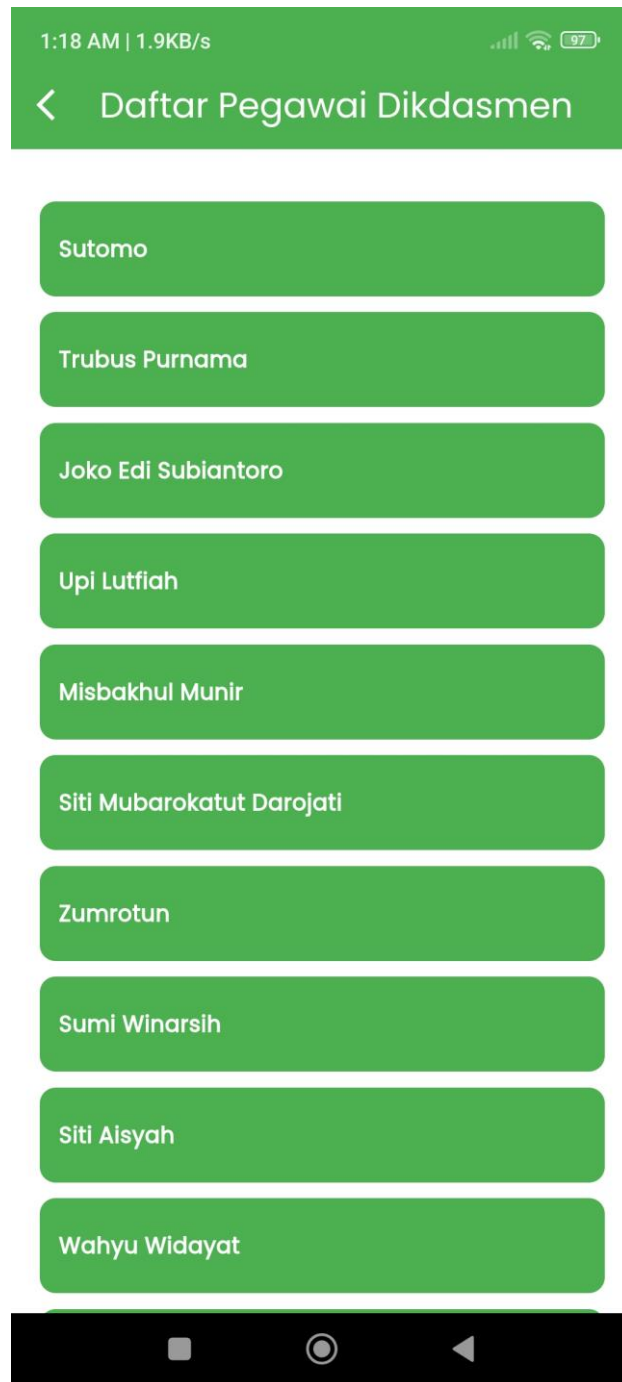 1:18 AM | 1.9KB/s 97
Daftar Pegawai Dikdasmen
Sutomo
Trubus Purnama
Joko Edi Subiantoro
Upi Lutfiah
Misbakhul Munir
Siti Mubarokatut Darojati
Zumrotun
Sumi Winarsih
Siti Aisyah
Wahyu Widayat